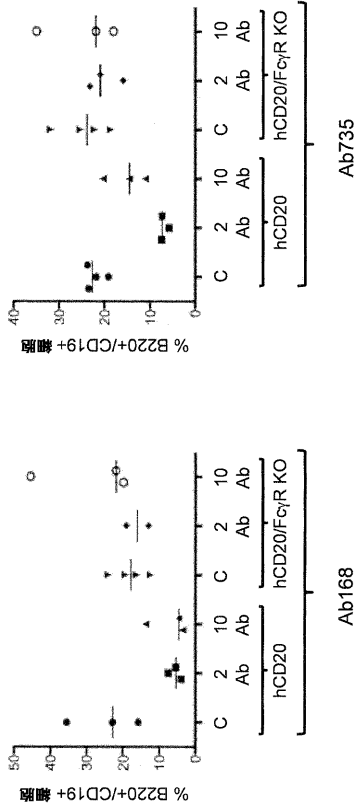 % B220+/CD19+ 細胞
50
40
30
20
10
0
C 2 10 C 2 10
Ab Ab Ab Ab
hCD20 hCD20/FcγR KO
Ab168
% B220+/CD19+ 細胞
40
30
20
10
0
C 2 10 C 2 10
Ab Ab Ab Ab
hCD20 hCD20/FcγR KO
Ab735